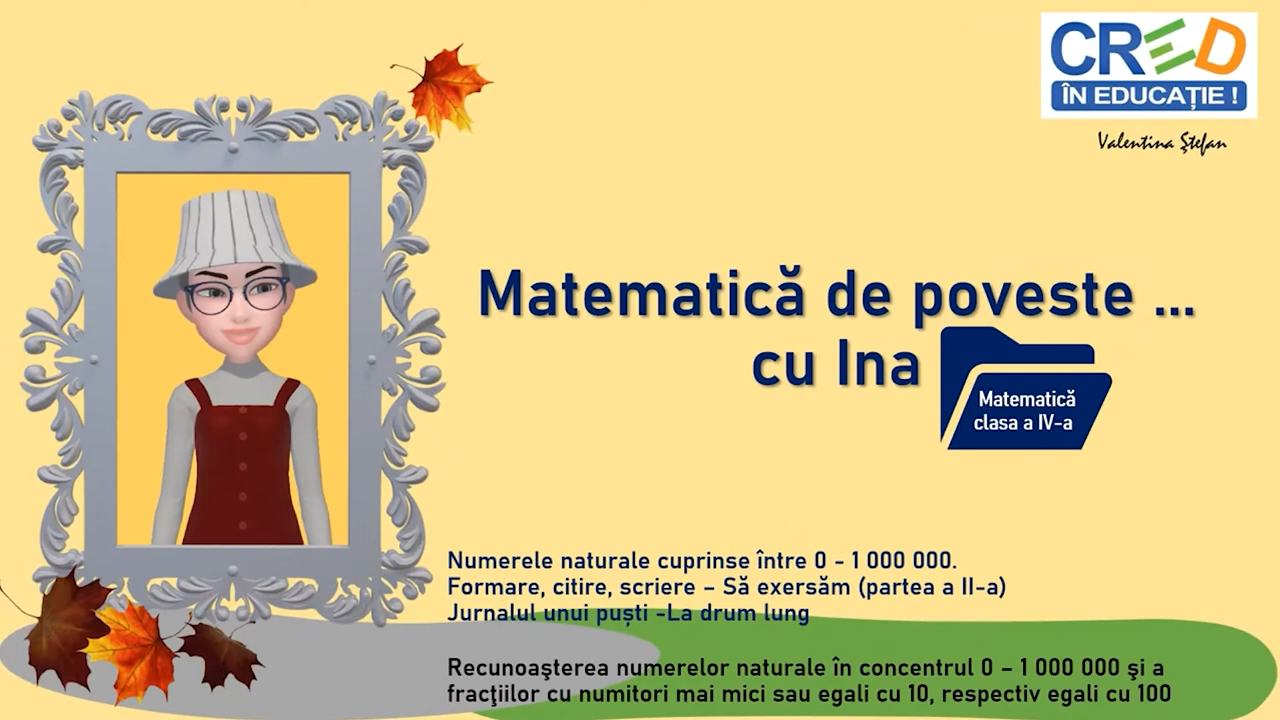 CRED
ÎN EDUCAȚIE !
Valentina Ştefan
Matematică de poveste ...
cu Ina
Matematică
clasa a IV-a
Numerele naturale cuprinse între 0 - 1 000 000.
Formare, citire, scriere – Să exersăm (partea a II-a)
Jurnalul unui puști -La drum lung
Recunoaşterea numerelor naturale în concentrul 0 – 1 000 000 şi a
fracţiilor cu numitori mai mici sau egali cu 10, respectiv egali cu 100